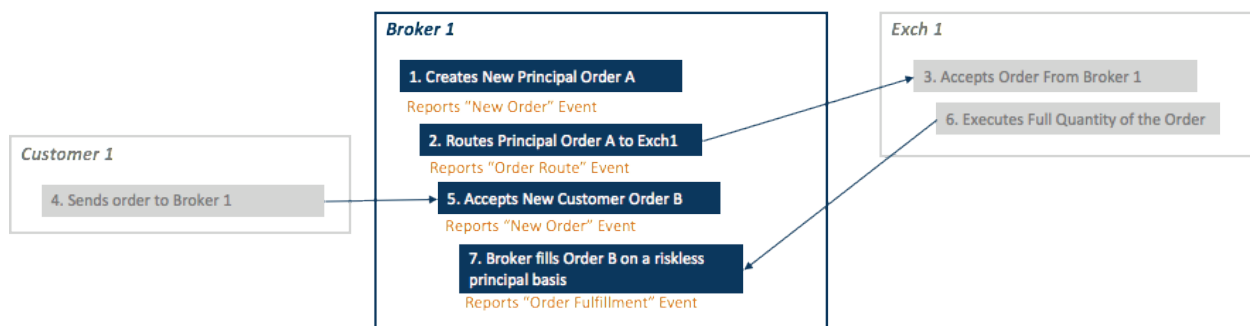 Broker 1
1. Creates New Principal Order A
Reports "New Order" Event
2. Routes Principal Order A to Exch1
Reports "Order Route" Event
5. Accepts New Customer Order B
Reports "New Order" Event
7. Broker fills Order B on a riskless
principal basis
Reports "Order Fulfillment" Event
Customer 1
4. Sends order to Broker 1
Exch 1
3. Accepts Order From Broker 1
6. Executes Full Quantity of the Order